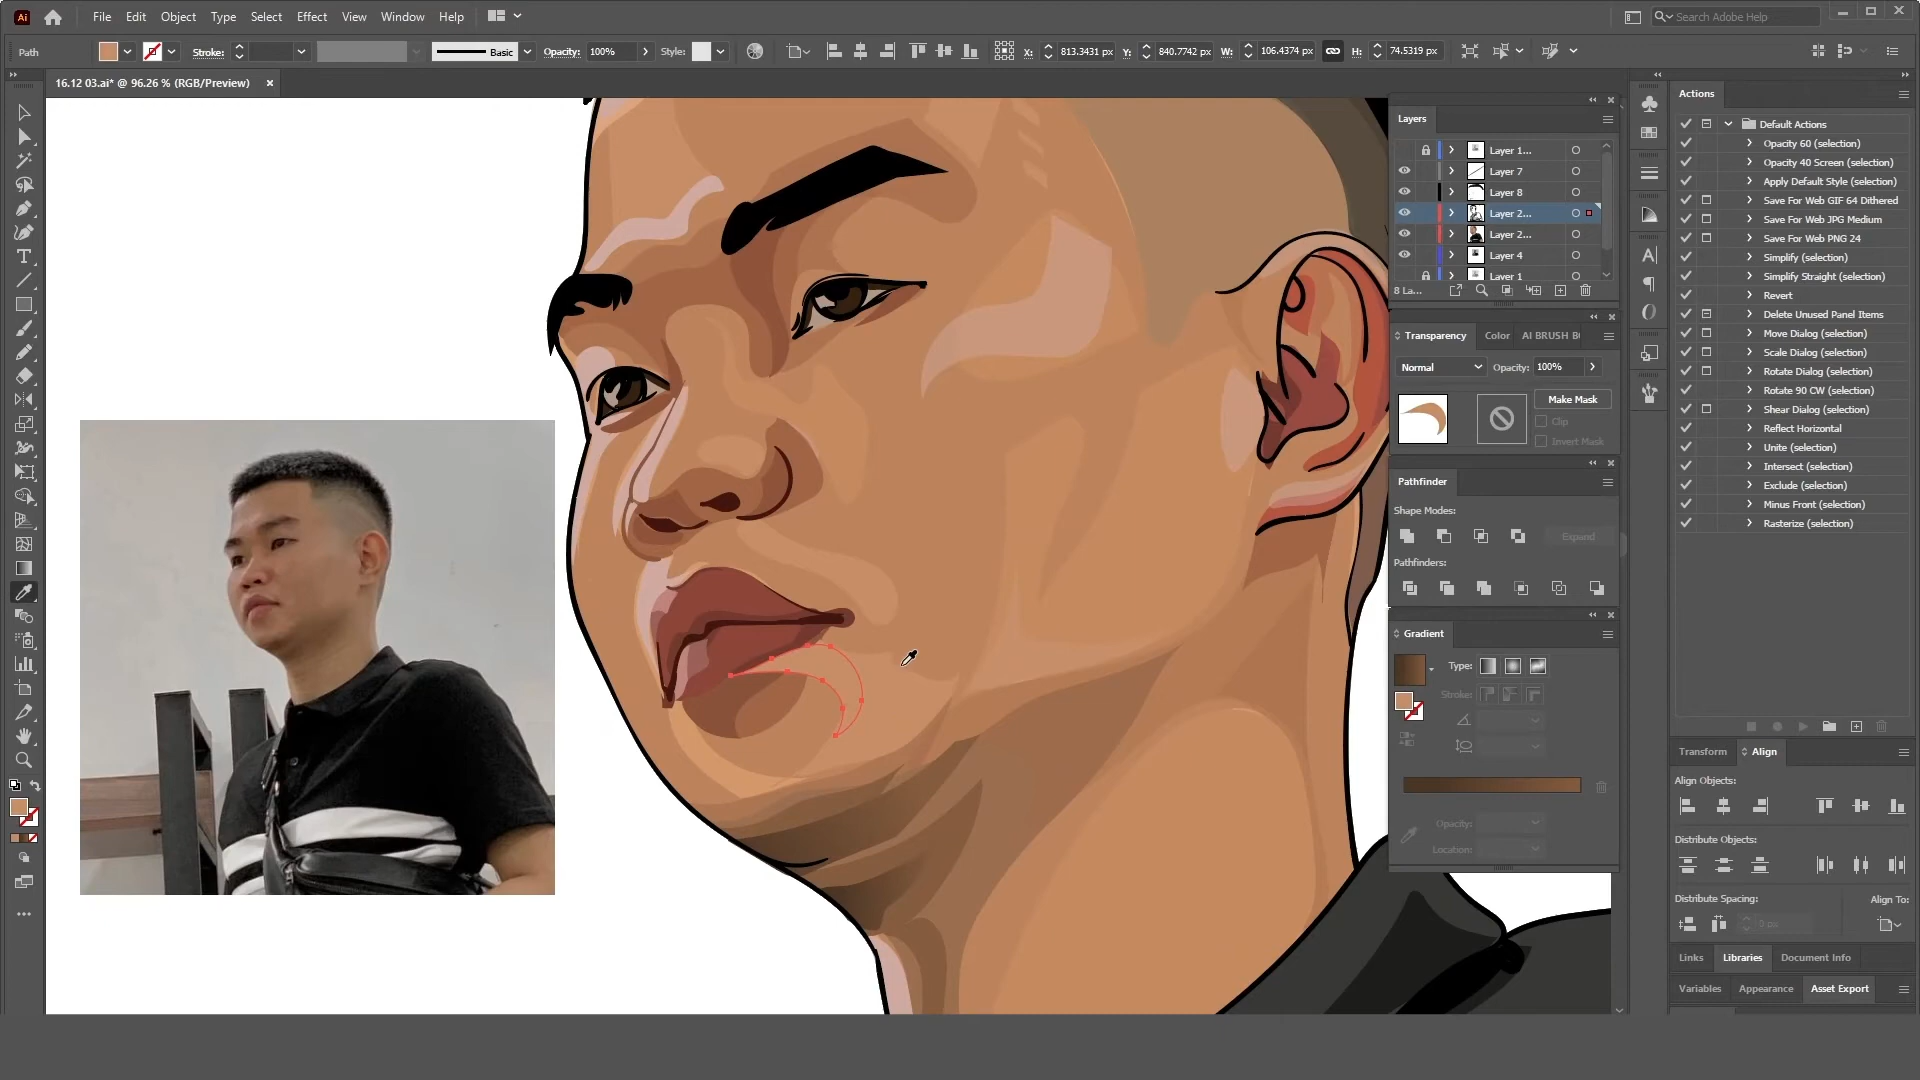 Ai File Edit Object Type Select Effect View Window Help Search Adobe Help
Path Stroke: Basic Opacity: 100% Style: X: 813.3431 px Y: 840.7742 px W: 106.4374 px H: 74.5319 px
16.12 03.ai* @ 96.26 % (RGB/Preview) ×
Layers
Layer 1...
Layer 7
Layer 8
Layer 2...
Layer 2...
Layer 4
Layer 1
8 La...
Transparency Color AI BRUSH B
Normal Opacity: 100%
Make Mask
Clip
Invert Mask
Pathfinder
Shape Modes:
Expand
Pathfinders:
Gradient
Type:
Stroke:
Opacity:
Location:
Actions
Default Actions
Opacity 60 (selection)
Opacity 40 Screen (selection)
Apply Default Style (selection)
Save For Web GIF 64 Dithered
Save For Web JPG Medium
Save For Web PNG 24
Simplify (selection)
Simplify Straight (selection)
Revert
Delete Unused Panel Items
Move Dialog (selection)
Scale Dialog (selection)
Rotate Dialog (selection)
Rotate 90 CW (selection)
Shear Dialog (selection)
Reflect Horizontal
Unite (selection)
Intersect (selection)
Exclude (selection)
Minus Front (selection)
Rasterize (selection)
Transform Align
Align Objects:
Distribute Objects:
Distribute Spacing: Align To:
0 px
Links Libraries Document Info
Variables Appearance Asset Export